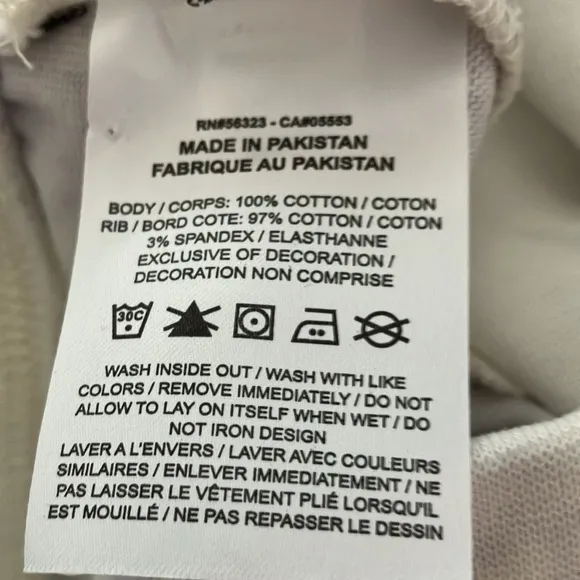 RN#56323 - CA#05553
MADE IN PAKISTAN
FABRIQUE AU PAKISTAN
BODY / CORPS: 100% COTTON / COTON
RIB / BORD COTE: 97% COTTON / COTON
3% SPANDEX / ELASTHANNE
EXCLUSIVE OF DECORATION /
DECORATION NON COMPRISE
30C
WASH INSIDE OUT / WASH WITH LIKE
COLORS / REMOVE IMMEDIATELY / DO NOT
ALLOW TO LAY ON ITSELF WHEN WET / DO
NOT IRON DESIGN
LAVER A L'ENVERS / LAVER AVEC COULEURS
SIMILAIRES / ENLEVER IMMEDIATEMENT / NE
PAS LAISSER LE VÊTEMENT PLIÉ LORSQU'IL
EST MOUILLÉ / NE PAS REPASSER LE DESSIN